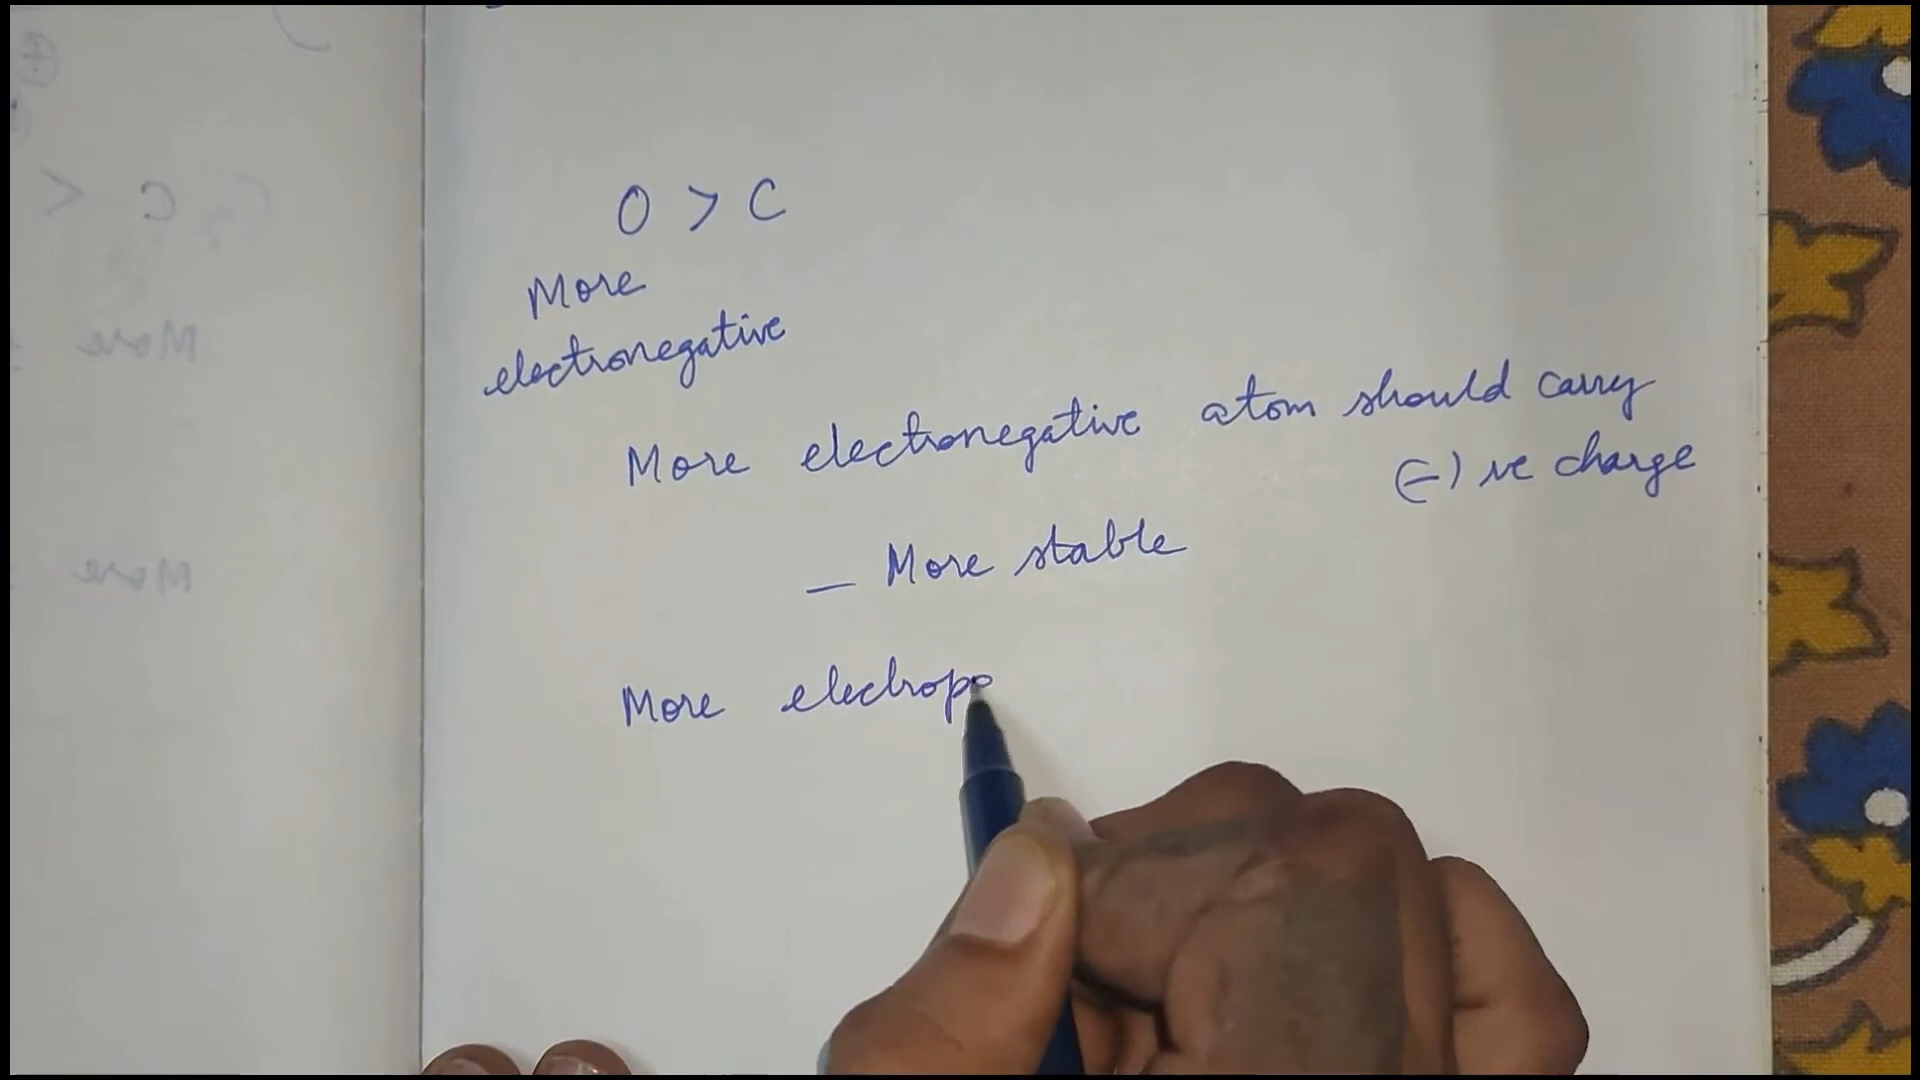 O > C
More
electronegative
More electronegative atom should carry
(-) ve charge
— More stable
More electropo